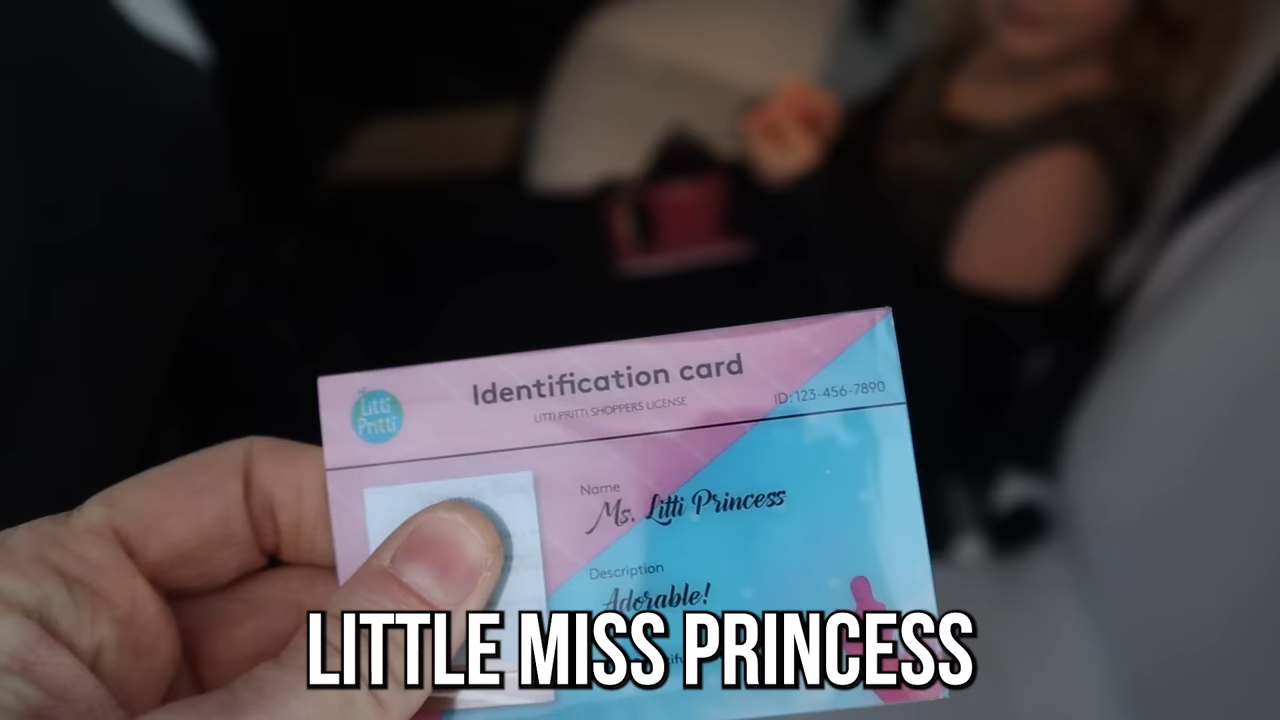 Litti
Pritti
Identification card
LITTI PRITTI SHOPPERS LICENSE
ID: 123-456-7890
Name
Ms. Litti Princess
Description
Adorable!
LITTLE MISS PRINCESS